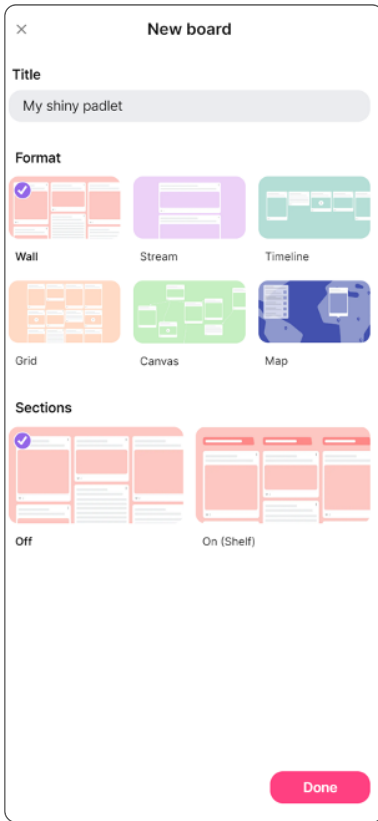 New board
Title
My shiny padlet
Format
Wall
Stream
Timeline
Grid
Canvas
Map
Sections
Off
On (Shelf)
Done